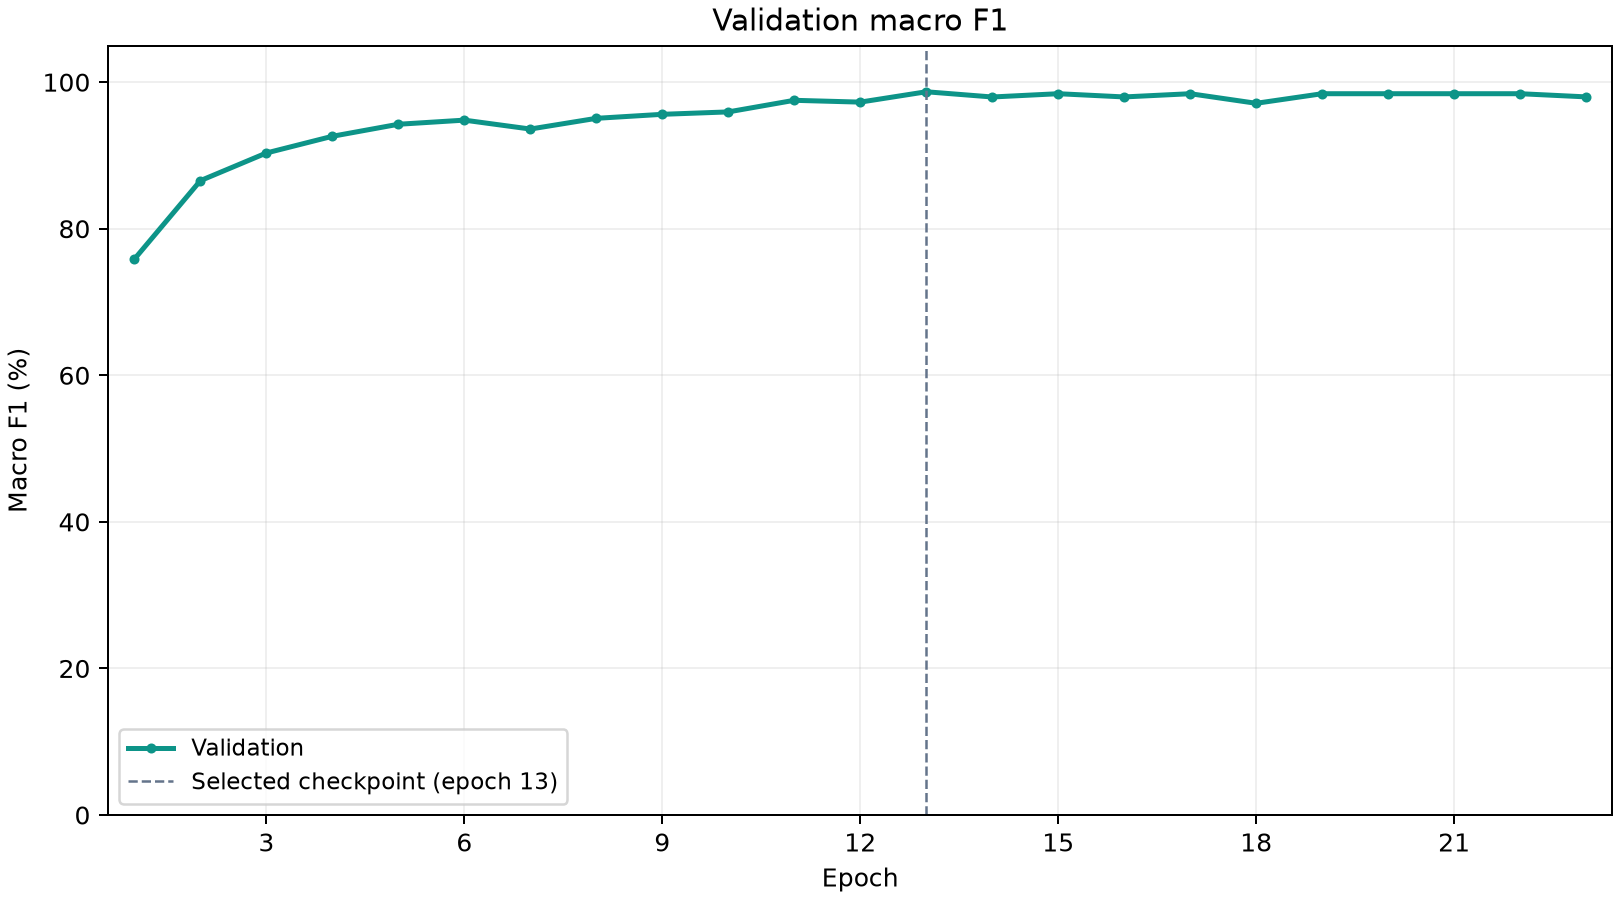 Validation macro F1
Macro F1 (%)
100
80
60
40
20
0
Validation
Selected checkpoint (epoch 13)
3 6 9 12 15 18 21
Epoch